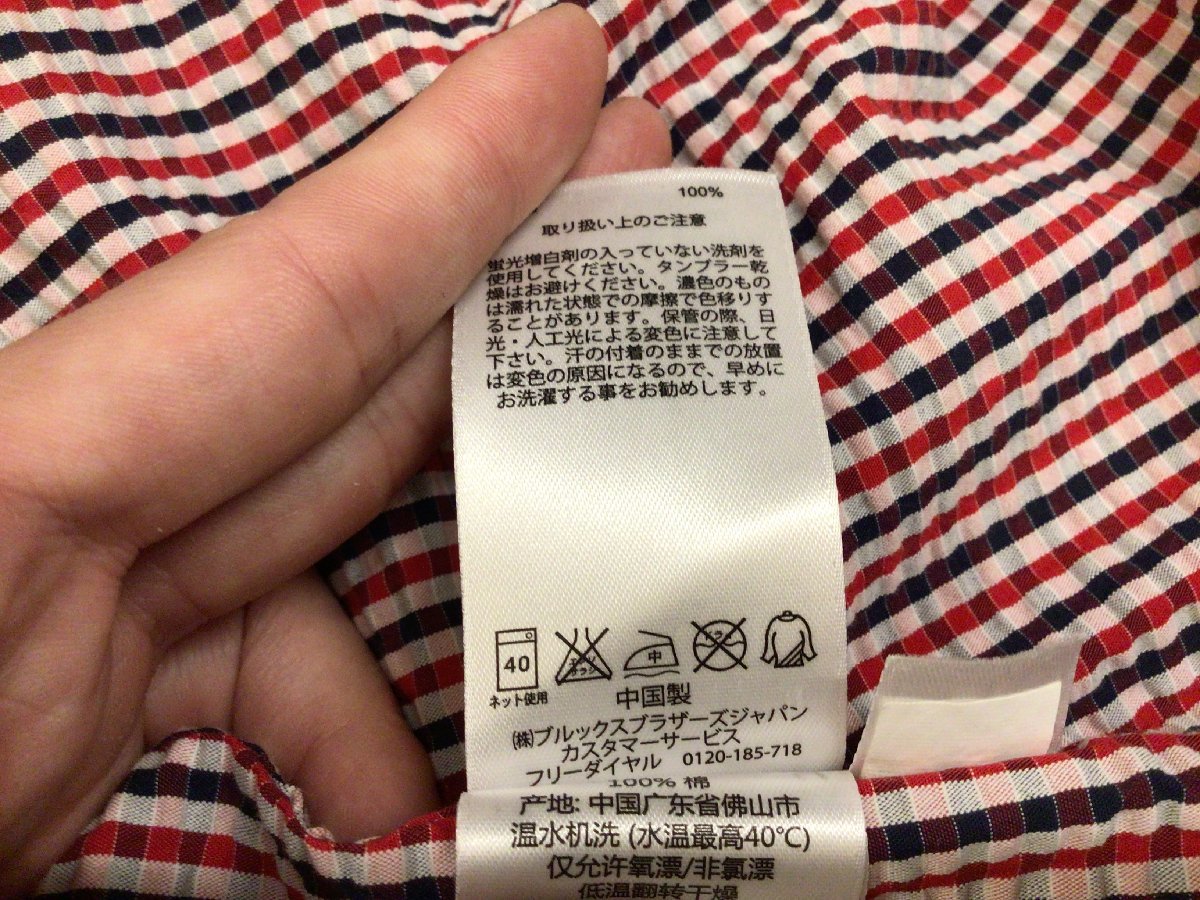 100%
取り扱い上のご注意
蛍光増白剤の入っていない洗剤を
使用してください。タンブラー乾
燥はお避けください。濃色のもの
は濡れた状態での摩擦で色移りす
ることがあります。保管の際、日
光・人工光による変色に注意して
下さい。汗の付着のままでの放置
は変色の原因になるので、早めに
お洗濯する事をお勧めします。
40 エンソ サラシ 中
ネット使用
中国製
㈱ブルックスブラザーズジャパン
カスタマーサービス
フリーダイヤル 0120-185-718
100% 棉
产地: 中国广东省佛山市
温水机洗 (水温最高40℃)
仅允许氧漂/非氯漂
低温翻转干燥